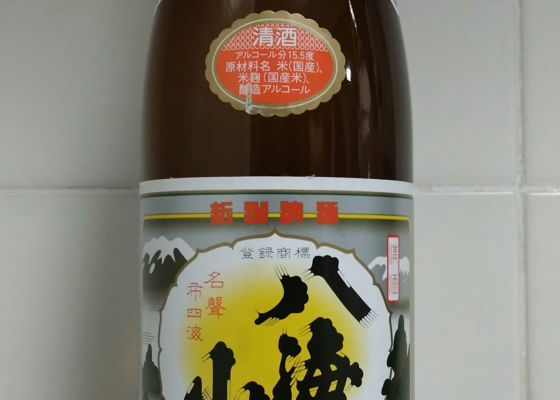 清酒
アルコール分15.5度
原材料名 米(国産)、
米麹(国産米)、
醸造アルコール
登録商標
八海
山
名聲
布四海